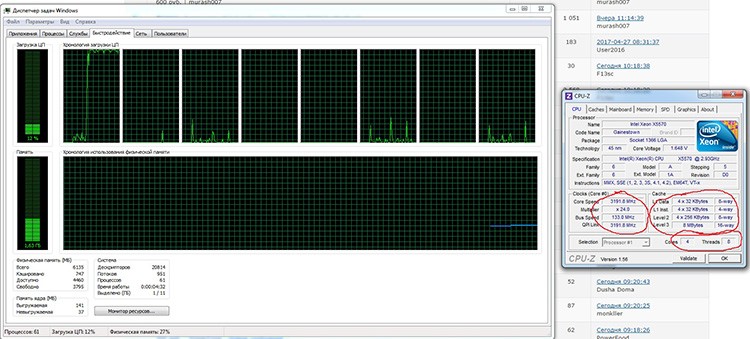 600 руб. | murash007
Диспетчер задач Windows
Файл Параметры Вид Справка
Приложения Процессы Службы Быстродействие Сеть Пользователи
Загрузка ЦП
Хронология загрузки ЦП
12 %
Память
Хронология использования физической памяти
1,63 ГБ
Физическая память (МБ)
Всего 6135
Кэшировано 747
Доступно 4460
Свободно 3795
Память ядра (МБ)
Выгружаемая 141
Невыгружаемая 37
Система
Дескрипторов 20814
Потоков 951
Процессов 61
Время работы 0:00:04:32
Выделено (ГБ) 1 / 11
Монитор ресурсов...
Процессов: 61 Загрузка ЦП: 12% Физическая память: 27%
murash007
1 051 Вчера 11:14:39
murash007
183 2017-04-27 08:31:37
User2016
30 Сегодня 10:18:38
F13sc
CPU-Z
CPU Caches Mainboard Memory SPD Graphics About
Processor
Name Intel Xeon X5570
Code Name Gainestown Brand ID
Package Socket 1366 LGA
Technology 45 nm Core Voltage 1.648 V
intel Xeon inside
Specification Intel(R) Xeon(R) CPU X5570 @ 2.93GHz
Family 6 Model A Stepping 5
Ext. Family 6 Ext. Model 1A Revision D0
Instructions MMX, SSE (1, 2, 3, 3S, 4.1, 4.2), EM64T, VT-x
Clocks (Core #0)
Core Speed 3191.8 MHz
Multiplier x 24.0
Bus Speed 133.0 MHz
QPI Link 3191.8 MHz
Cache
L1 Data 4 x 32 KBytes 8-way
L1 Inst. 4 x 32 KBytes 4-way
Level 2 4 x 256 KBytes 8-way
Level 3 8 MBytes 16-way
Selection Processor #1 Cores 4 Threads 8
CPU-Z Version 1.56 Validate OK
52 Сегодня 09:20:43
Dusha Doma
87 Сегодня 09:20:25
monkiller
62 Сегодня 09:18:26
PowerFood